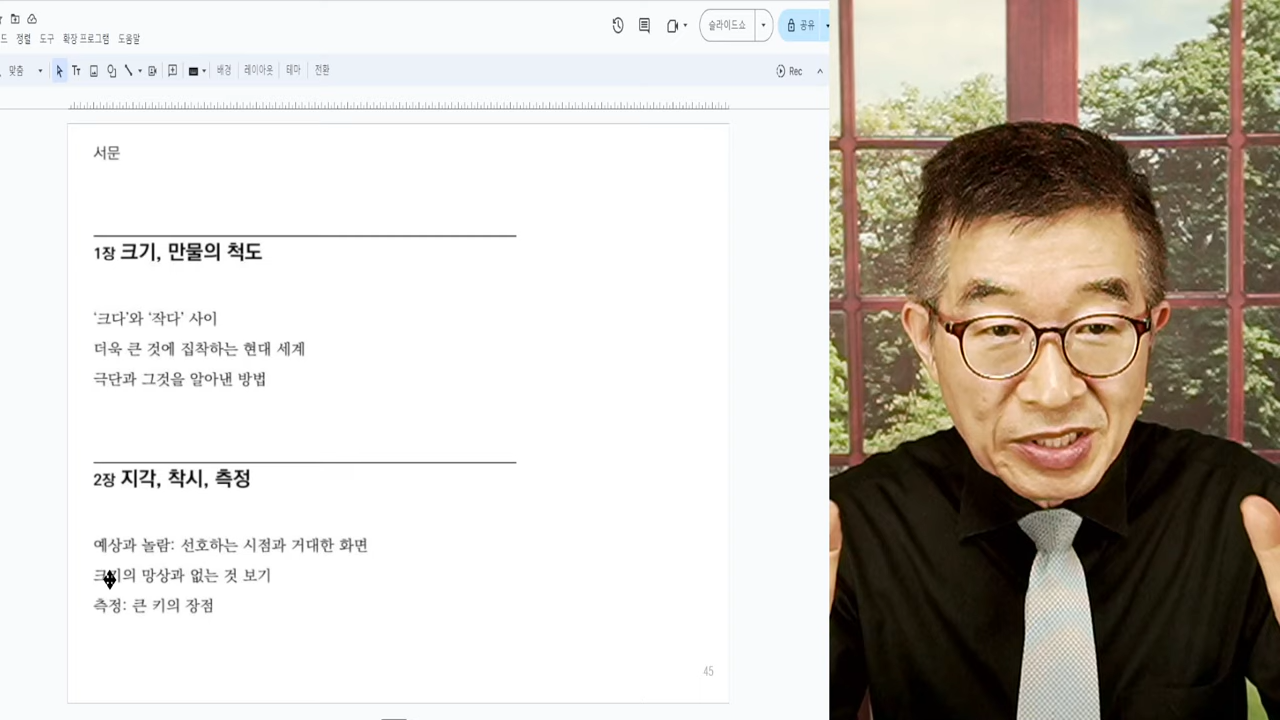 정렬 도구 확장 프로그램 도움말
슬라이드쇼
공유
맞춤
배경 레이아웃 테마 전환
Rec
서문
1장 크기, 만물의 척도
‘크다’와 ‘작다’ 사이
더욱 큰 것에 집착하는 현대 세계
극단과 그것을 알아낸 방법
2장 지각, 착시, 측정
예상과 놀람: 선호하는 시점과 거대한 화면
크기의 망상과 없는 것 보기
측정: 큰 키의 장점
45